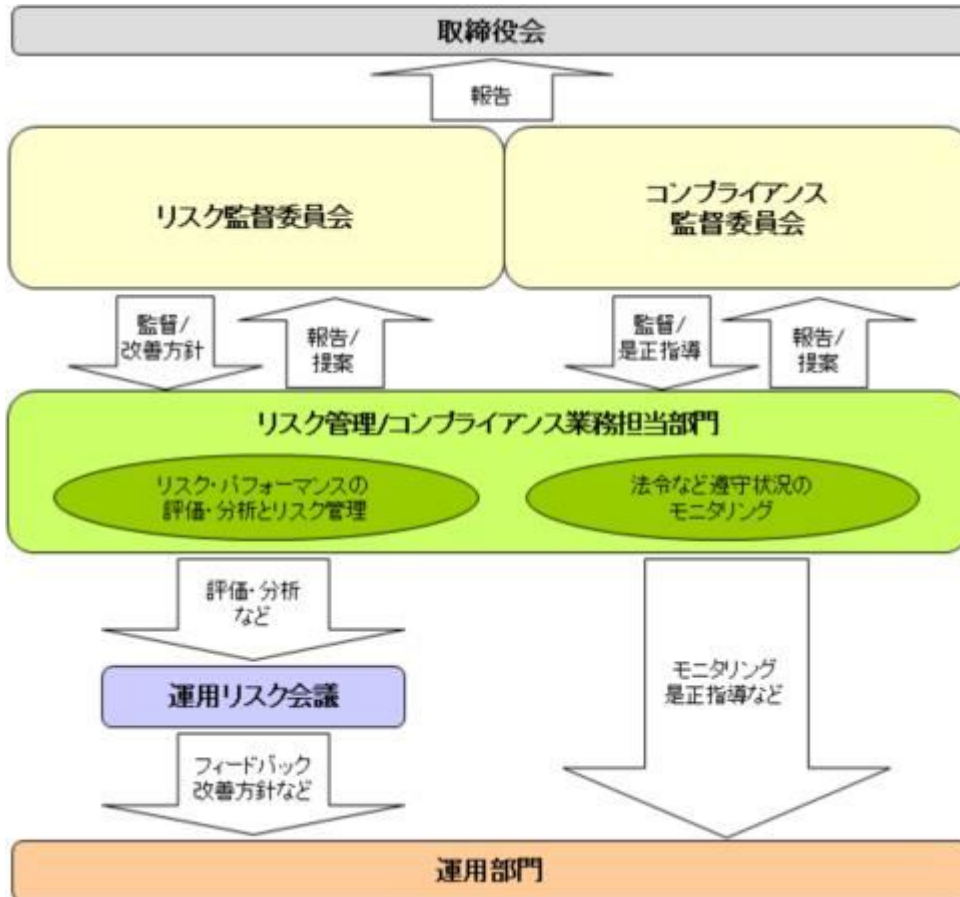 取締役会
報告
リスク監督委員会
コンプライアンス
監督委員会
監督/
改善方針
報告/
提案
監督/
是正指導
報告/
提案
リスク管理/コンプライアンス業務担当部門
リスク・パフォーマンスの
評価・分析とリスク管理
法令など遵守状況の
モニタリング
評価・分析
など
運用リスク会議
フィードバック
改善方針など
モニタリング
是正指導など
運用部門